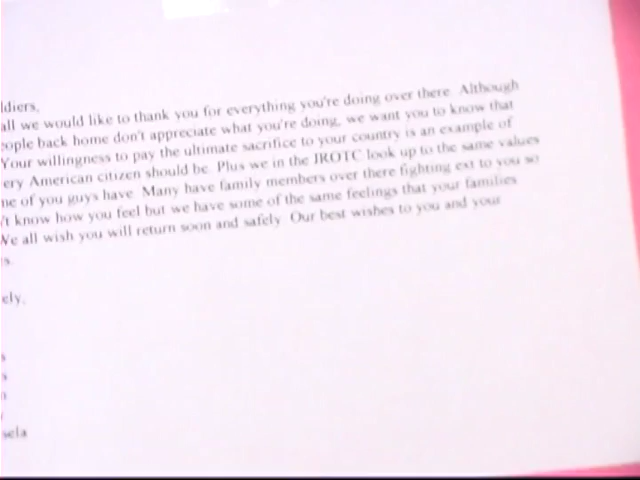 ldiers,
all we would like to thank you for everything you're doing over there. Although
eople back home don't appreciate what you're doing, we want you to know that
Your willingness to pay the ultimate sacrifice to your country is an example of
ery American citizen should be. Plus we in the JROTC look up to the same values
ne of you guys have. Many have family members over there fighting ext to you so
't know how you feel but we have some of the same feelings that your families
We all wish you will return soon and safely. Our best wishes to you and your
s.
ely,
s
s
n
sela